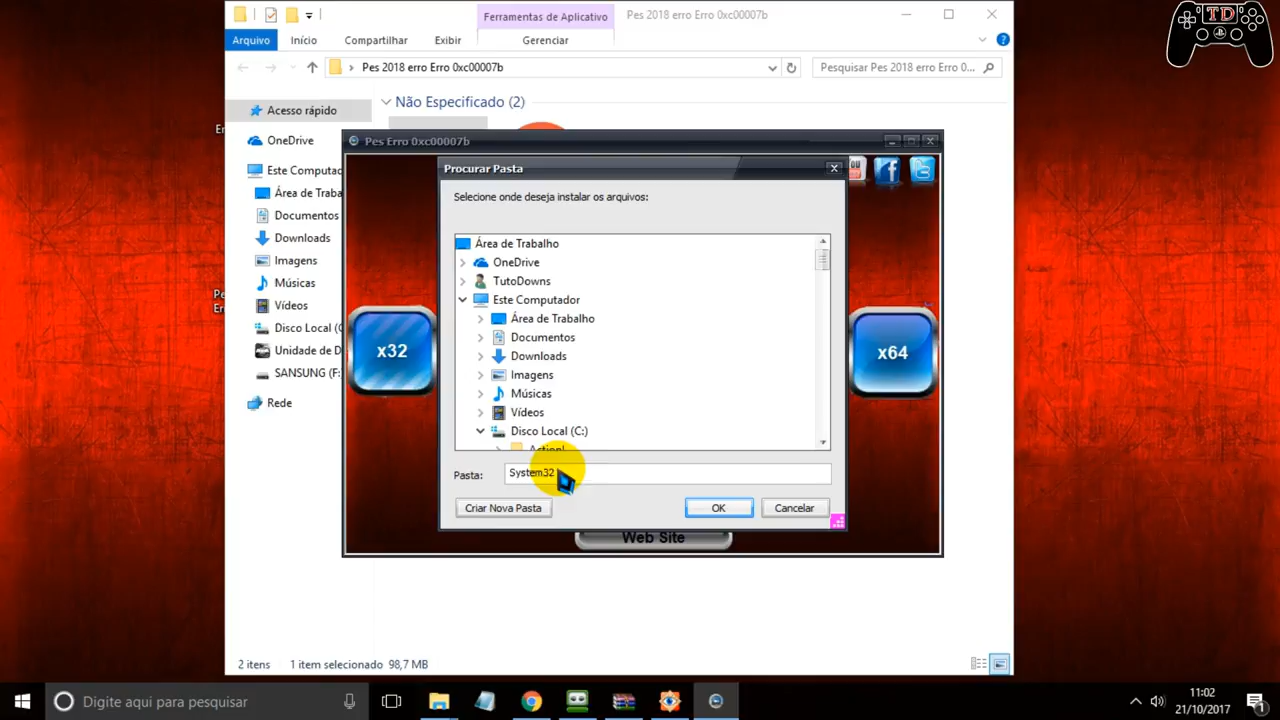 Ferramentas de Aplicativo
Pes 2018 erro Erro 0xc00007b
TD
Arquivo
Início
Compartilhar
Exibir
Gerenciar
Pes 2018 erro Erro 0xc00007b
Pesquisar Pes 2018 erro Erro 0...
Acesso rápido
OneDrive
Este Computad
Área de Traba
Documentos
Downloads
Imagens
Músicas
Vídeos
Disco Local (C
Unidade de D
SANSUNG (F:
Rede
Não Especificado (2)
Pes Erro 0xc00007b
Procurar Pasta
Selecione onde deseja instalar os arquivos:
Área de Trabalho
OneDrive
TutoDowns
Este Computador
Área de Trabalho
Documentos
Downloads
Imagens
Músicas
Vídeos
Disco Local (C:)
Action!
Pasta:
System32
Criar Nova Pasta
OK
Cancelar
x32
x64
Web Site
2 itens
1 item selecionado 98,7 MB
Digite aqui para pesquisar
11:02
21/10/2017